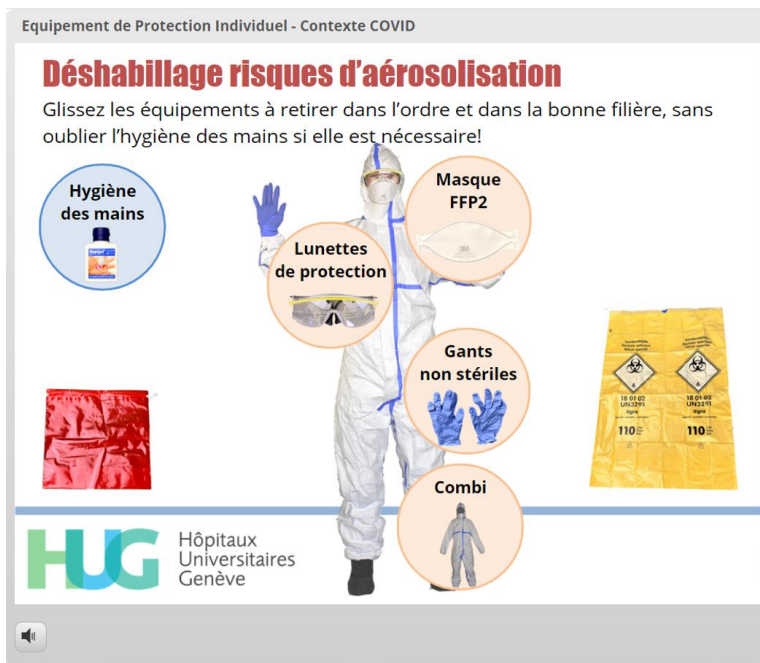 Equipement de Protection Individuel - Contexte COVID
Déshabillage risques d’aérosolisation
Glissez les équipements à retirer dans l’ordre et dans la bonne filière, sans
oublier l’hygiène des mains si elle est nécessaire!
Hygiène
des mains
Masque
FFP2
Lunettes
de protection
Gants
non stériles
Combi
18 01 02
UN3291
110
18 01 02
UN3291
110
HUG
Hôpitaux
Universitaires
Genève